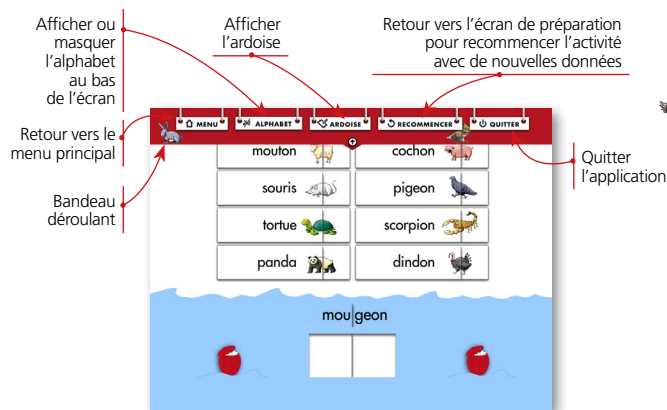 Afficher ou
masquer
l'alphabet
au bas
de l'écran
Afficher
l'ardoise
Retour vers l'écran de préparation
pour recommencer l'activité
avec de nouvelles données
Retour vers le
menu principal
Bandeau
déroulant
Quitter
l'application
MENU
ALPHABET
ARDOISE
RECOMMENCER
QUITTER
mouton
cochon
souris
pigeon
tortue
scorpion
panda
dindon
mou|geon